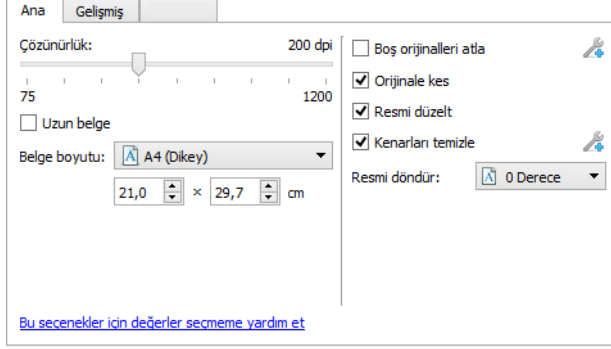 Ana Gelişmiş
Çözünürlük: 200 dpi
75 1200
Uzun belge
Belge boyutu: A4 (Dikey)
21,0 × 29,7 cm
Boş orijinalleri atla
Orijinale kes
Resmi düzelt
Kenarları temizle
Resmi döndür: 0 Derece
Bu seçenekler için değerler seçmeme yardım et